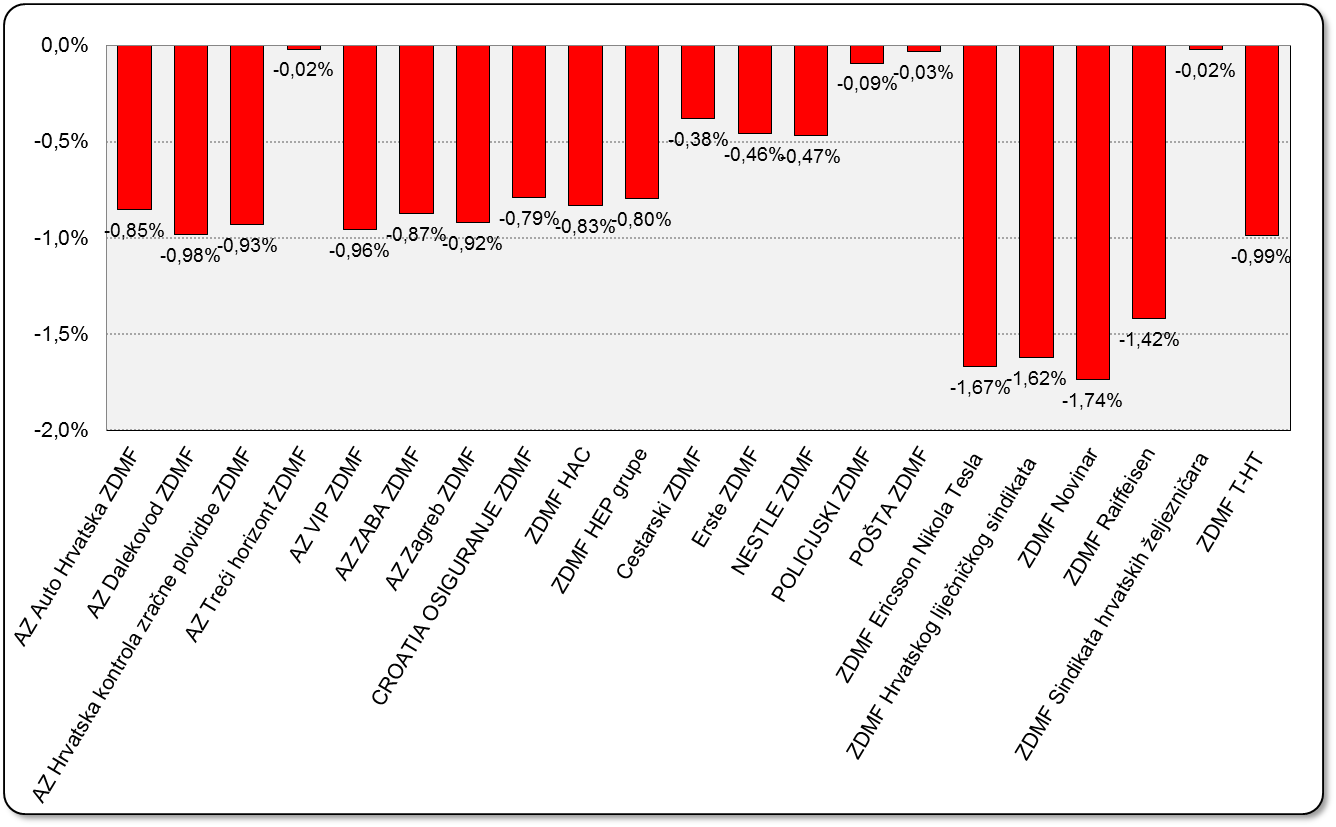 0,0%
-0,5%
-1,0%
-1,5%
-2,0%
-0,85%
-0,98%
-0,93%
-0,02%
-0,96%
-0,87%
-0,92%
-0,79%
-0,83%
-0,80%
-0,38%
-0,46%
-0,47%
-0,09%
-0,03%
-1,67%
-1,62%
-1,74%
-1,42%
-0,02%
-0,99%
AZ Auto Hrvatska ZDMF
AZ Dalekovod ZDMF
AZ Hrvatska kontrola zračne plovidbe ZDMF
AZ Treći horizont ZDMF
AZ VIP ZDMF
AZ ZABA ZDMF
AZ Zagreb ZDMF
CROATIA OSIGURANJE ZDMF
ZDMF HAC
ZDMF HEP grupe
Cestarski ZDMF
Erste ZDMF
NESTLE ZDMF
POLICIJSKI ZDMF
POŠTA ZDMF
ZDMF Ericsson Nikola Tesla
ZDMF Hrvatskog liječničkog sindikata
ZDMF Novinar
ZDMF Raiffeisen
ZDMF Sindikata hrvatskih željezničara
ZDMF T-HT